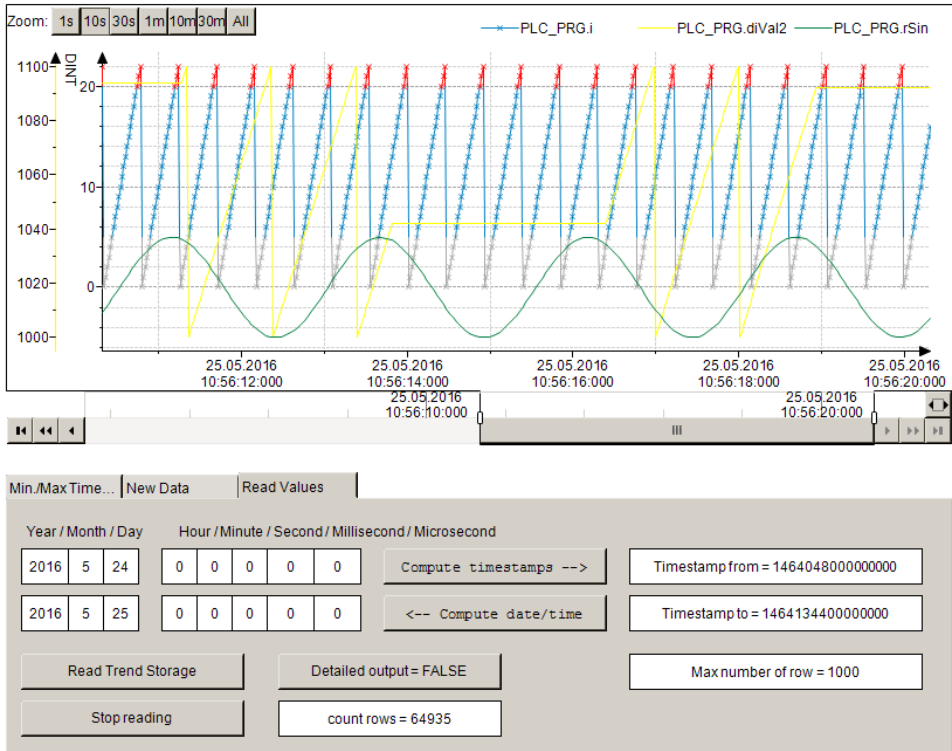 Zoom: 1s 10s 30s 1m 10m 30m All
PLC_PRG.i PLC_PRG.diVal2 PLC_PRG.rSin
1100
1080
1060
1040
1020
1000
DINT
20
10
0
25.05.2016 25.05.2016 25.05.2016 25.05.2016 25.05.2016
10:56:12:000 10:56:14:000 10:56:16:000 10:56:18:000 10:56:20:000
25.05.2016 25.05.2016
10:56:10:000 10:56:20:000
Min./Max Time... New Data Read Values
Year / Month / Day Hour / Minute / Second / Millisecond / Microsecond
2016 5 24 0 0 0 0 0 Compute timestamps --> Timestamp from = 1464048000000000
2016 5 25 0 0 0 0 0 <-- Compute date/time Timestamp to = 1464134400000000
Read Trend Storage Detailed output = FALSE Max number of row = 1000
Stop reading count rows = 64935